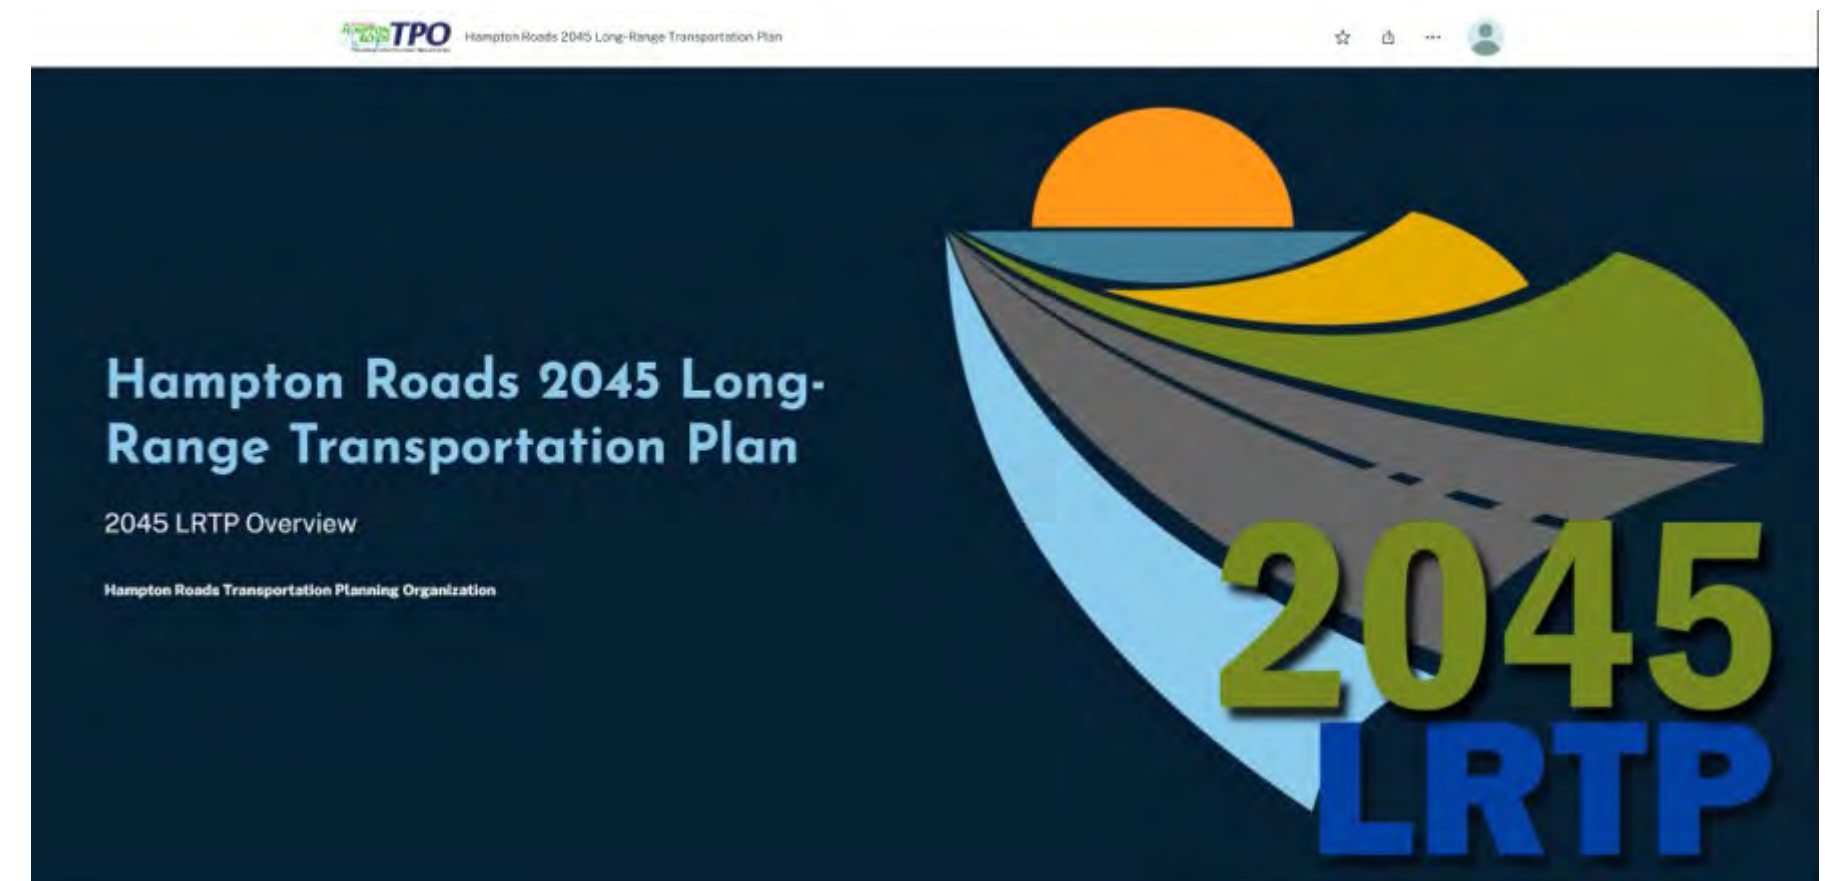 TPO
Hampton Roads 2045 Long-Range Transportation Plan
Hampton Roads 2045 Long-
Range Transportation Plan
2045 LRTP Overview
Hampton Roads Transportation Planning Organization
2045
LRTP